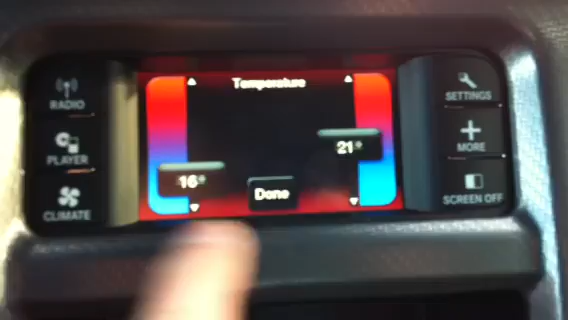 Temperature
RADIO
SETTINGS
PLAYER
21°
MORE
16°
Done
CLIMATE
SCREEN OFF